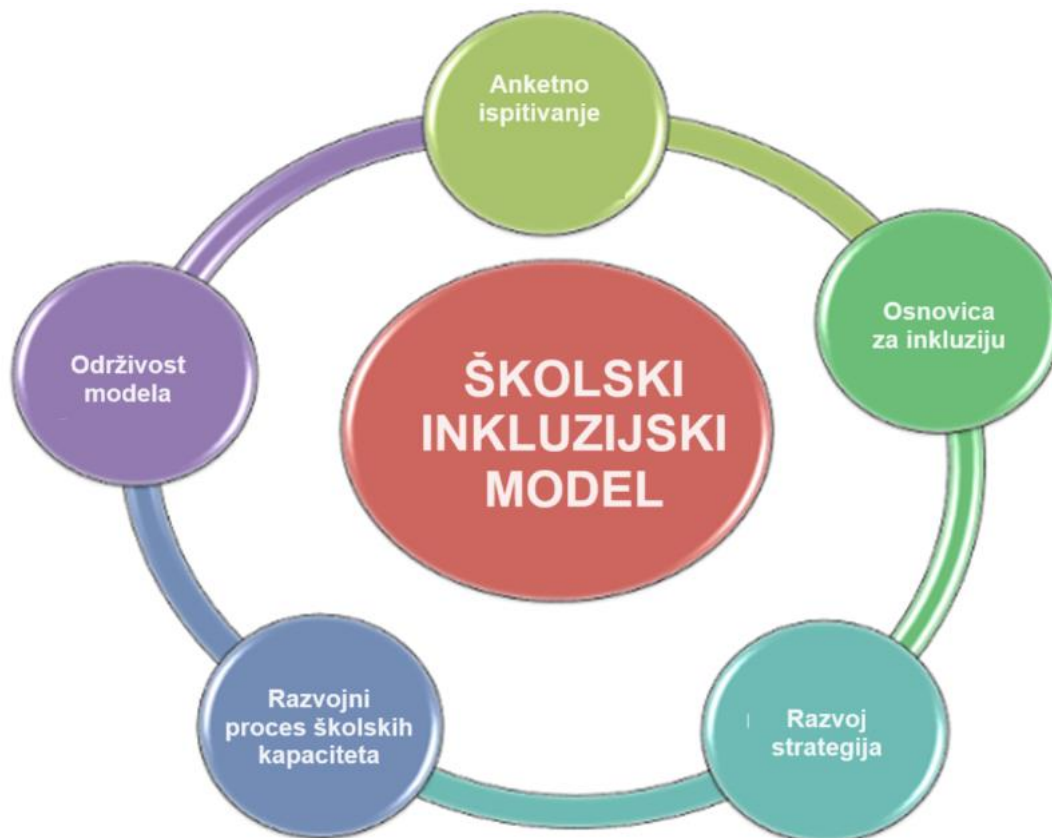 Anketno
ispitivanje
Osnovica
za inkluziju
Održivost
modela
ŠKOLSKI
INKLUZIJSKI
MODEL
Razvojni
proces školskih
kapaciteta
Razvoj
strategija